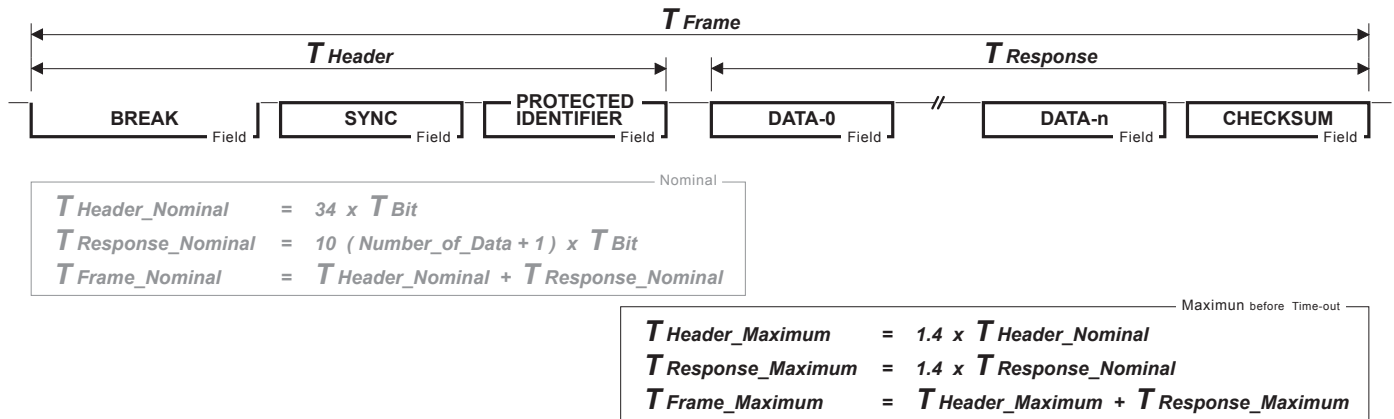 T Frame
T Header
T Response
BREAK Field
SYNC Field
PROTECTED
IDENTIFIER Field
DATA-0 Field
DATA-n Field
CHECKSUM Field
Nominal
T Header_Nominal = 34 x T Bit
T Response_Nominal = 10 ( Number_of_Data + 1 ) x T Bit
T Frame_Nominal = T Header_Nominal + T Response_Nominal
Maximun before Time-out
T Header_Maximum = 1.4 x T Header_Nominal
T Response_Maximum = 1.4 x T Response_Nominal
T Frame_Maximum = T Header_Maximum + T Response_Maximum